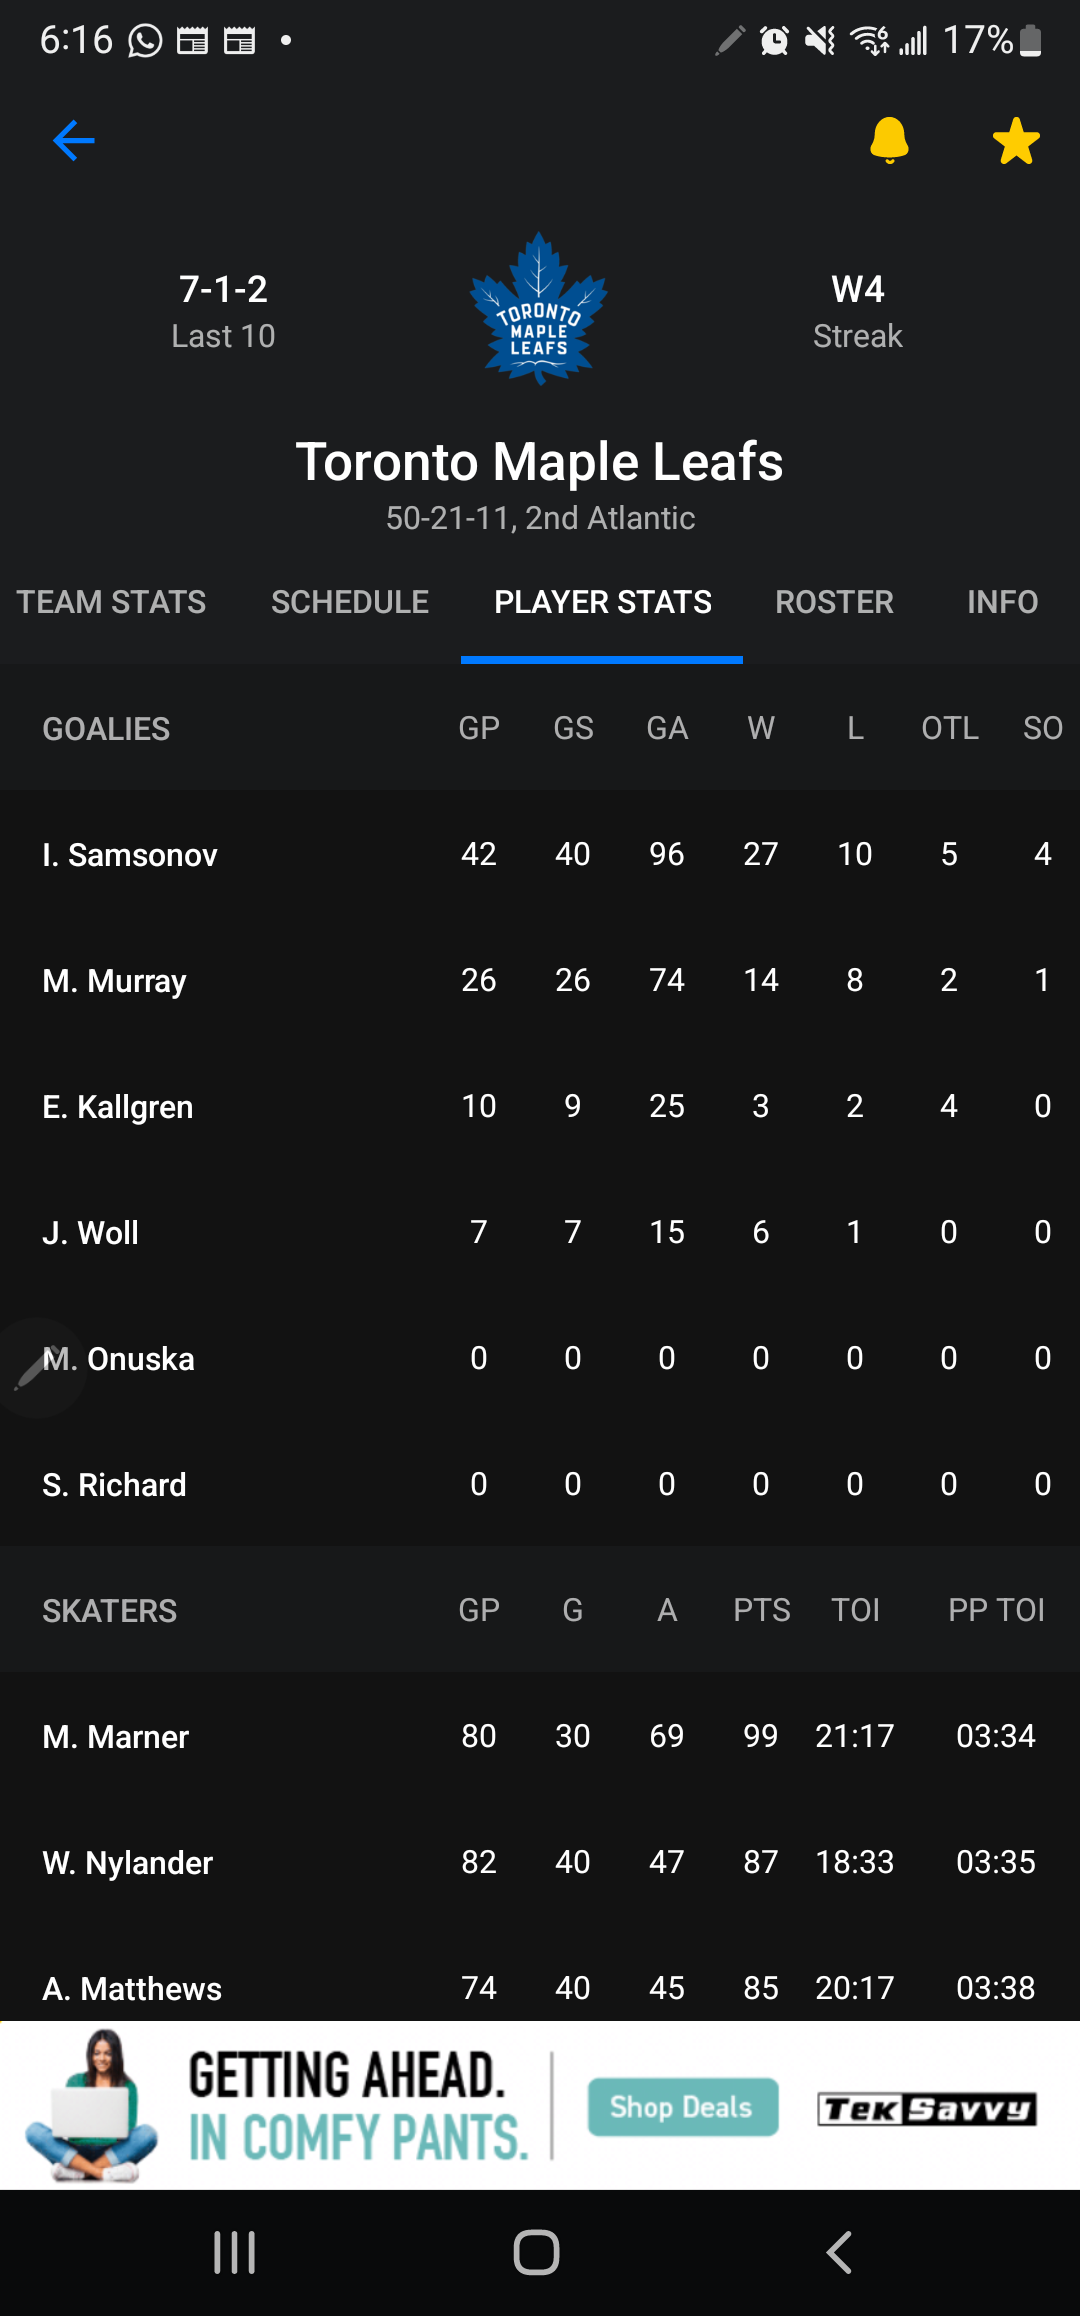 6:16 17%
7-1-2 W4
Last 10 Streak
TORONTO
MAPLE
LEAFS
Toronto Maple Leafs
50-21-11, 2nd Atlantic
TEAM STATS SCHEDULE PLAYER STATS ROSTER INFO
GOALIES GP GS GA W L OTL SO
I. Samsonov 42 40 96 27 10 5 4
M. Murray 26 26 74 14 8 2 1
E. Kallgren 10 9 25 3 2 4 0
J. Woll 7 7 15 6 1 0 0
M. Onuska 0 0 0 0 0 0 0
S. Richard 0 0 0 0 0 0 0
SKATERS GP G A PTS TOI PP TOI
M. Marner 80 30 69 99 21:17 03:34
W. Nylander 82 40 47 87 18:33 03:35
A. Matthews 74 40 45 85 20:17 03:38
GETTING AHEAD.
IN COMFY PANTS.
Shop Deals
TekSavvy